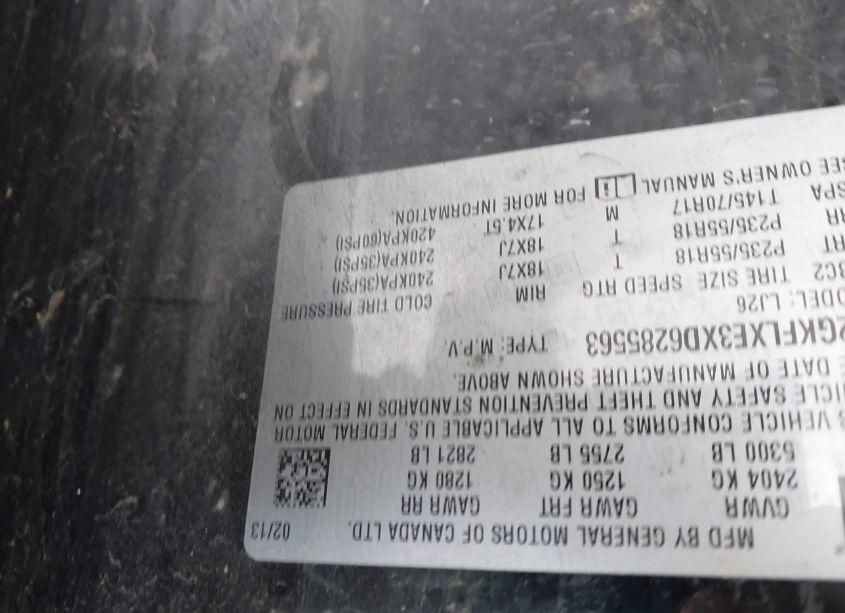 MFD BY GENERAL MOTORS OF CANADA LTD. 02/13
GVWR GAWR FRT GAWR RR
2404 KG 1250 KG 1280 KG
5300 LB 2755 LB 2821 LB
VEHICLE CONFORMS TO ALL APPLICABLE U.S. FEDERAL MOTOR
ICLE SAFETY AND THEFT PREVENTION STANDARDS IN EFFECT ON
E DATE OF MANUFACTURE SHOWN ABOVE.
2GKFLXE3XD6285563 TYPE: M.P.V.
ODEL: LJ26
3C2 TIRE SIZE SPEED RTG RIM COLD TIRE PRESSURE
RT P235/55R18 T 18X7J 240KPA(35PSI)
RR P235/55R18 T 18X7J 240KPA(35PSI)
SPA T145/70R17 M 17X4.5T 420KPA(60PSI)
SEE OWNER'S MANUAL FOR MORE INFORMATION.